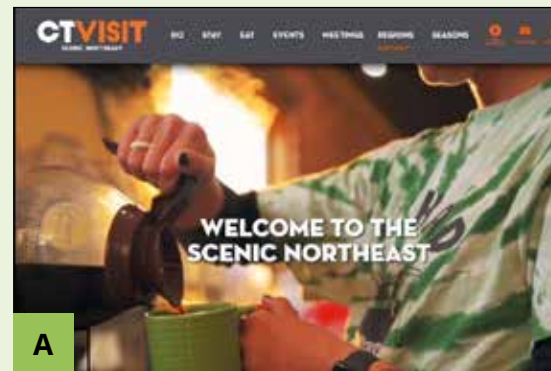 CTVISIT
SCENIC NORTHEAST
DO STAY EAT EVENTS MEETINGS REGIONS SEASONS
WELCOME TO THE
SCENIC NORTHEAST
A